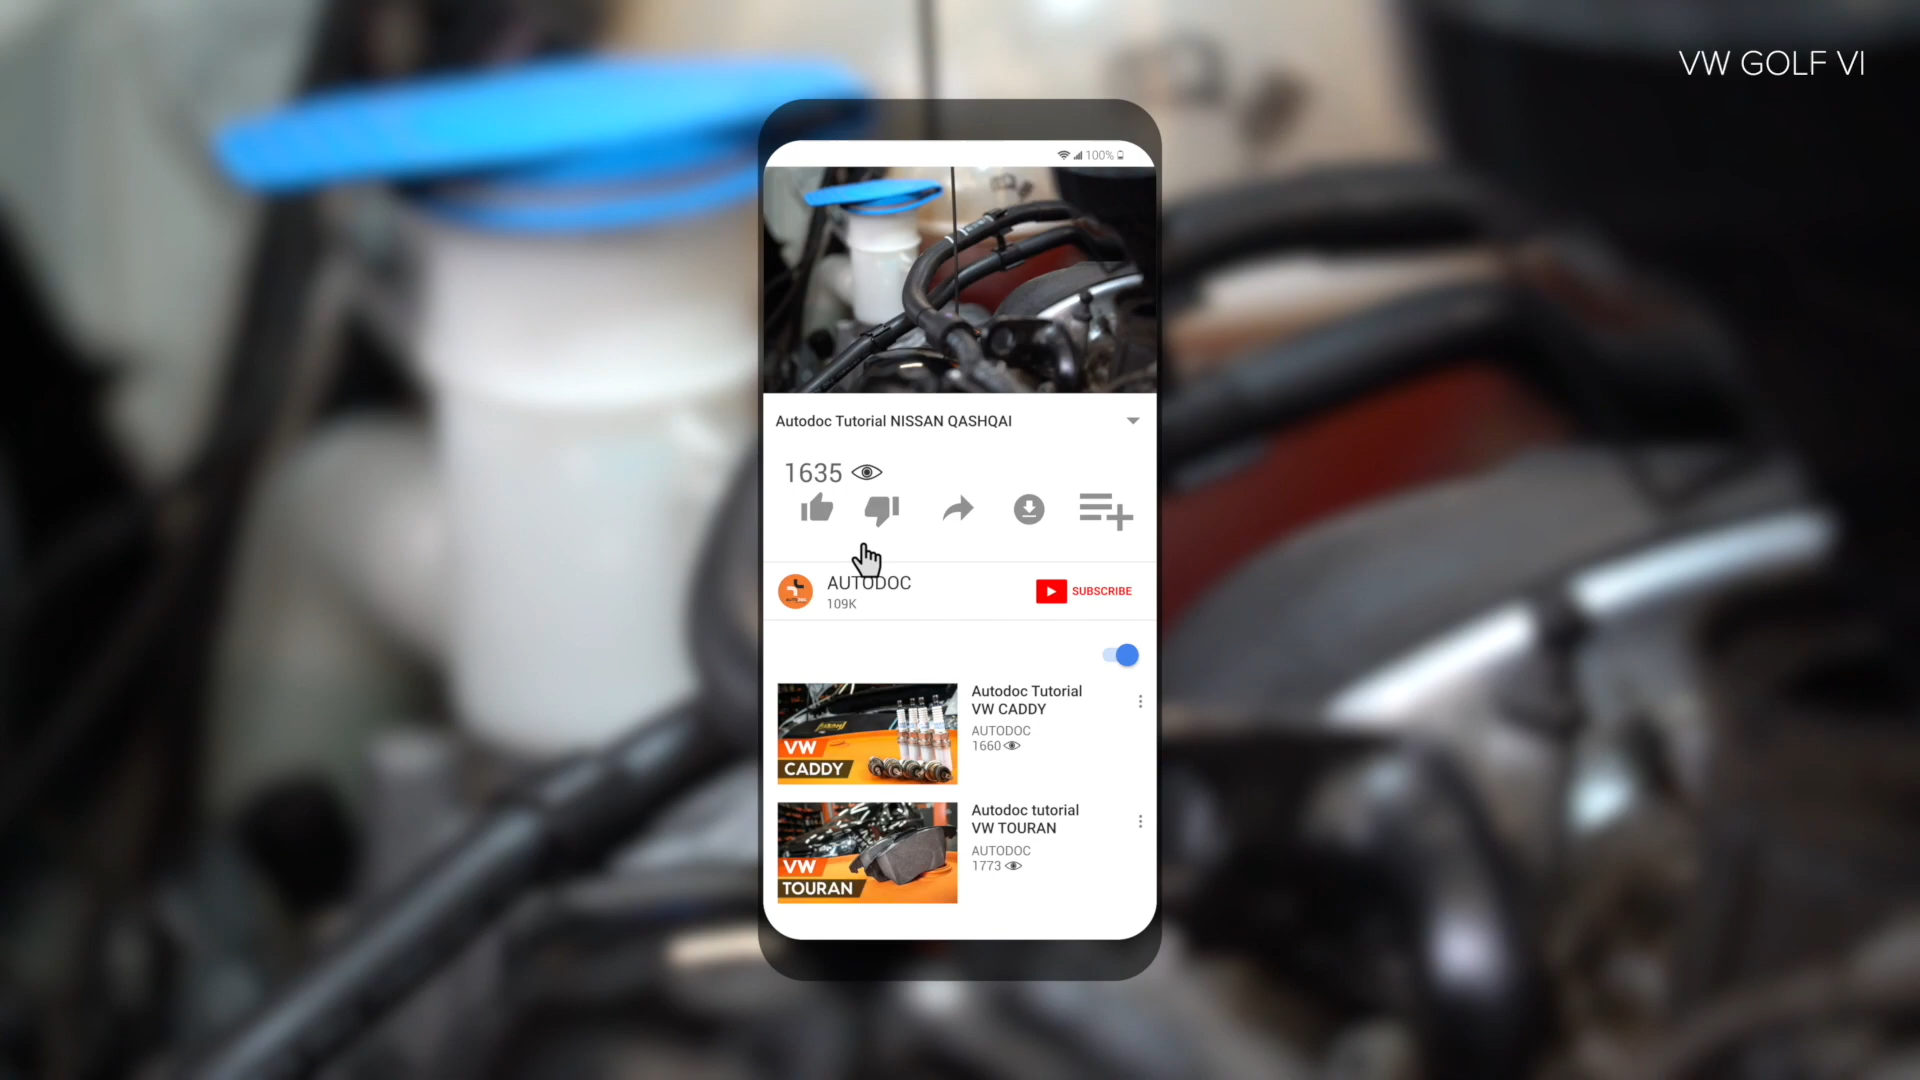 VW GOLF VI
100%
Autodoc Tutorial NISSAN QASHQAI
1635
AUTODOC
109K
SUBSCRIBE
Autodoc Tutorial
VW CADDY
AUTODOC
1660
VW
CADDY
Autodoc tutorial
VW TOURAN
AUTODOC
1773
VW
TOURAN